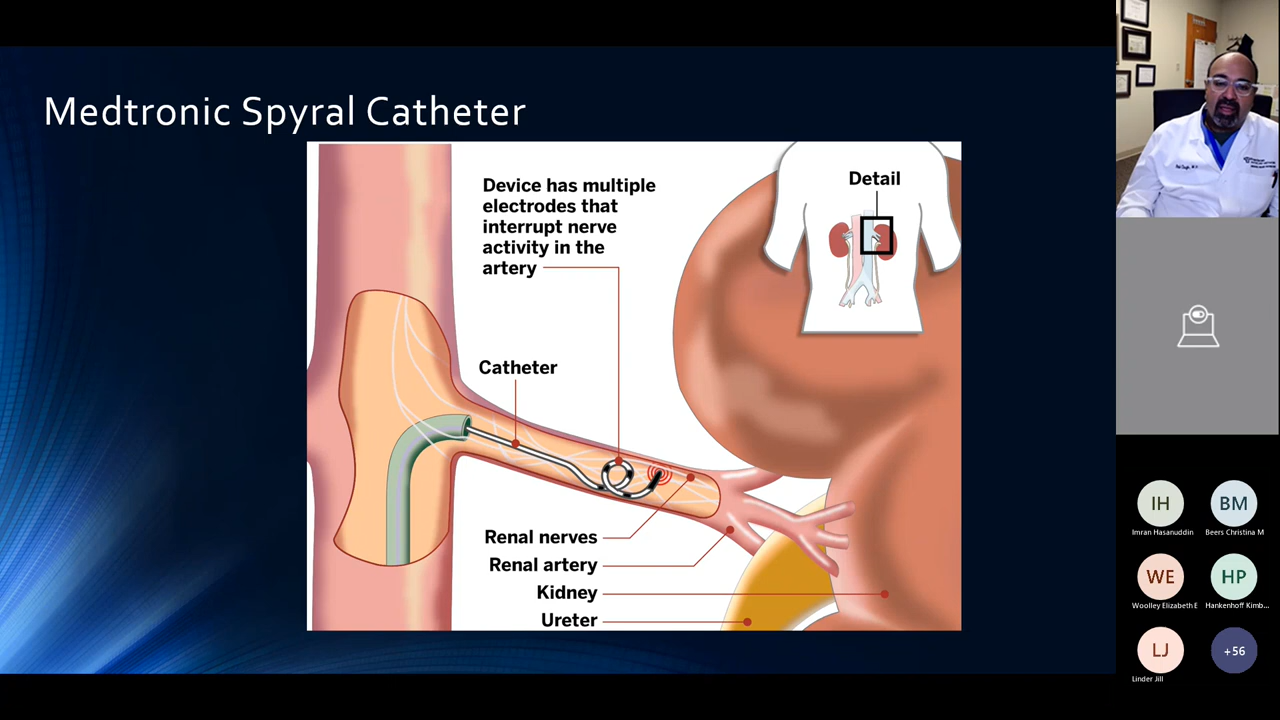 Medtronic Spyral Catheter
Device has multiple
electrodes that
interrupt nerve
activity in the
artery
Detail
Catheter
Renal nerves
Renal artery
Kidney
Ureter
IH
BM
Imran Hasanuddin
Beers Christina M
WE
HP
Woolley Elizabeth E
Hankenhoff Kimb...
LJ
+56
Linder Jill